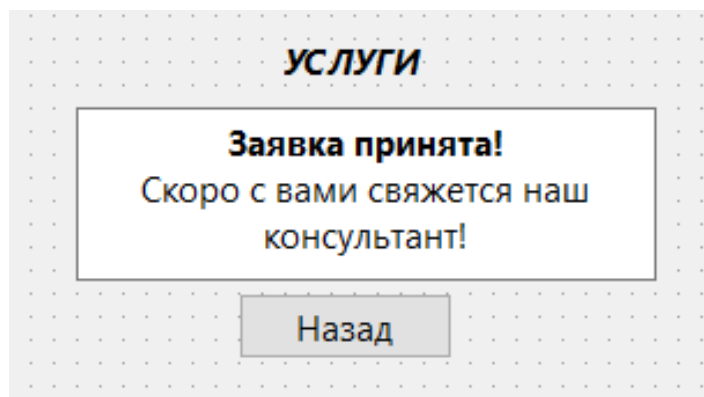 УСЛУГИ
Заявка принята!
Скоро с вами свяжется наш
консультант!
Назад